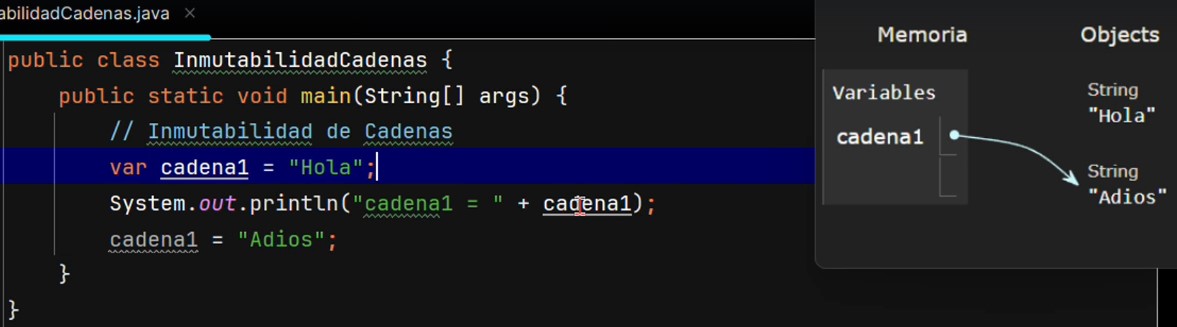 abilidadCadenas.java ×
public class InmutabilidadCadenas {
public static void main(String[] args) {
// Inmutabilidad de Cadenas
var cadena1 = "Hola";
System.out.println("cadena1 = " + cadena1);
cadena1 = "Adios";
}
}
Memoria Objects
Variables
cadena1
String
"Hola"
String
"Adios"